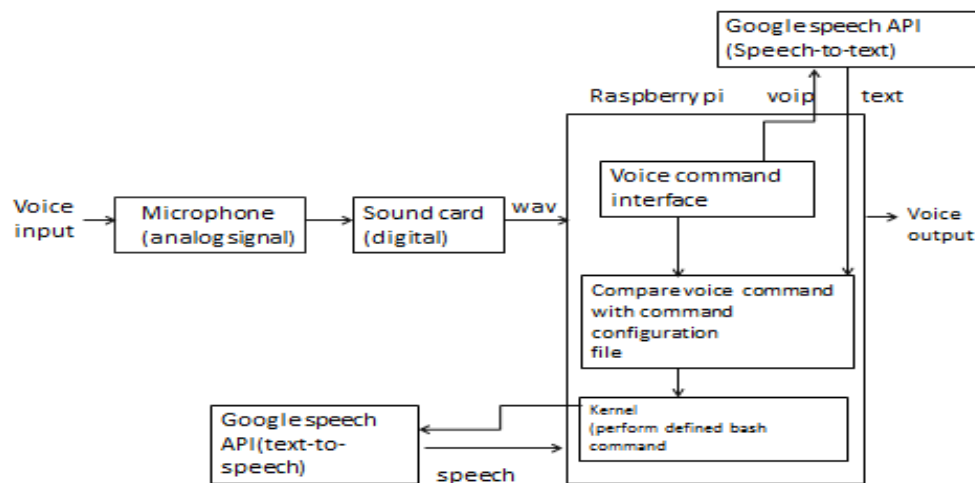 Google speech API
(Speech-to-text)
Raspberry pi
voip
text
Voice command
interface
Voice
input
Microphone
(analog signal)
Sound card
(digital)
wav
Voice
output
Compare voice command
with command
configuration
file
Kernel
(perform defined bash
command
Google speech
API(text-to-
speech)
speech